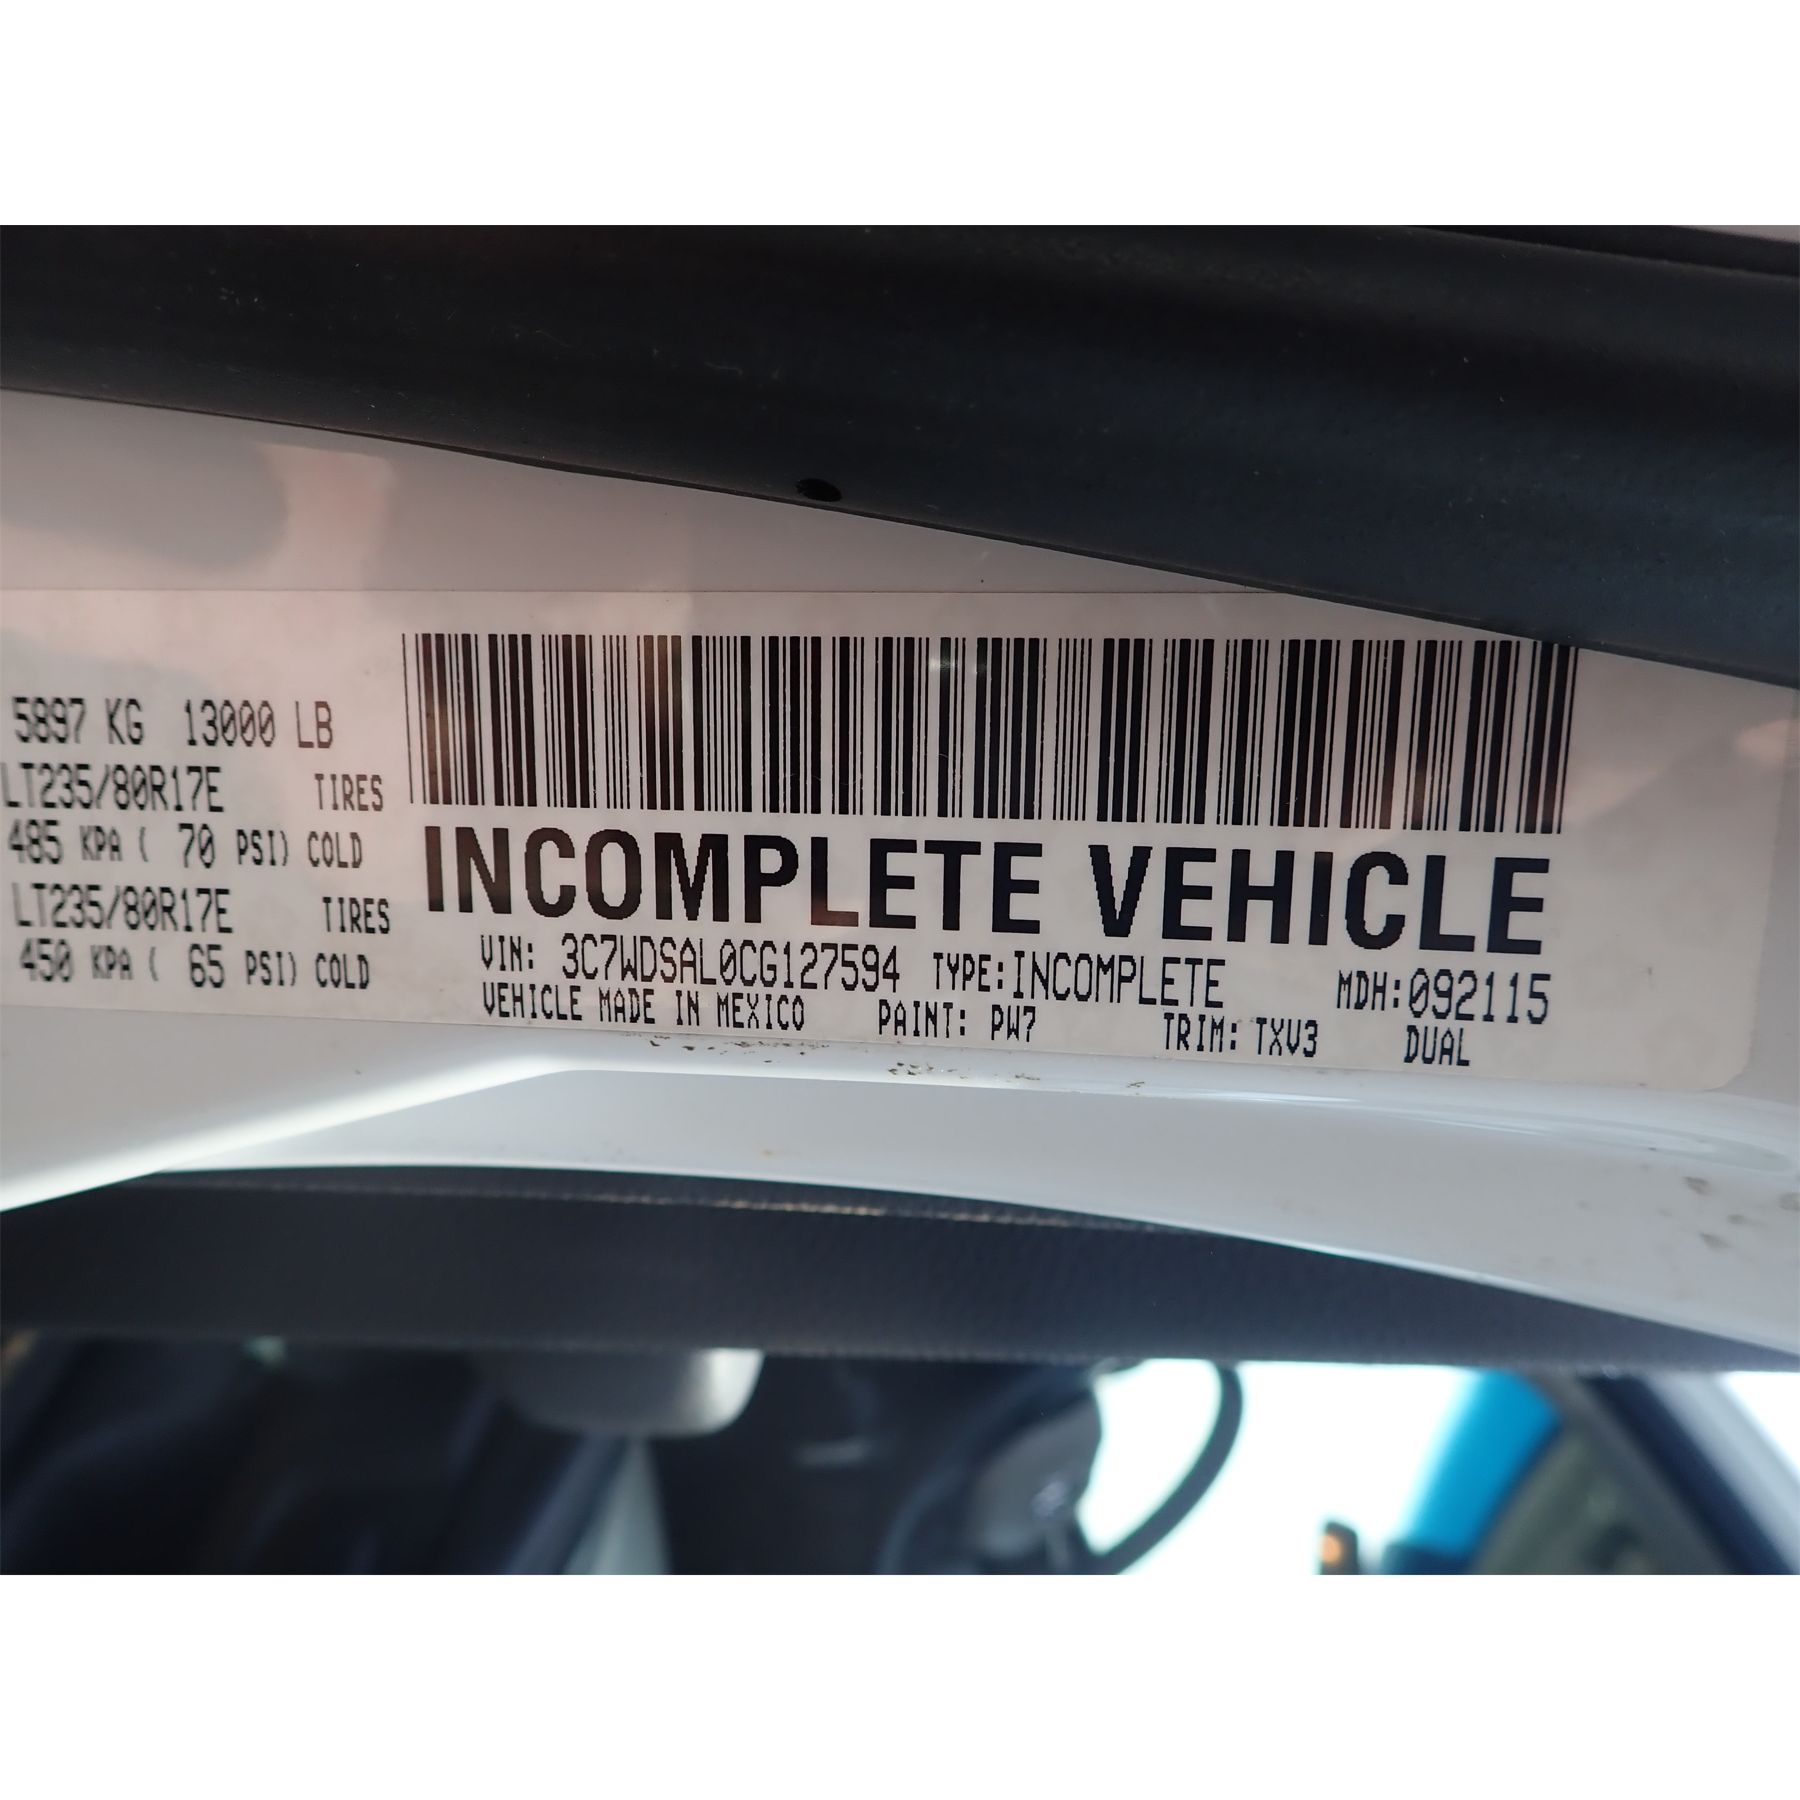 5897 KG 13000 LB
LT235/80R17E TIRES
485 KPA ( 70 PSI) COLD
LT235/80R17E TIRES
450 KPA ( 65 PSI) COLD
INCOMPLETE VEHICLE
VIN: 3C7WDSAL0CG127594 TYPE:INCOMPLETE MDH:092115
VEHICLE MADE IN MEXICO PAINT: PW7 TRIM: TXV3 DUAL